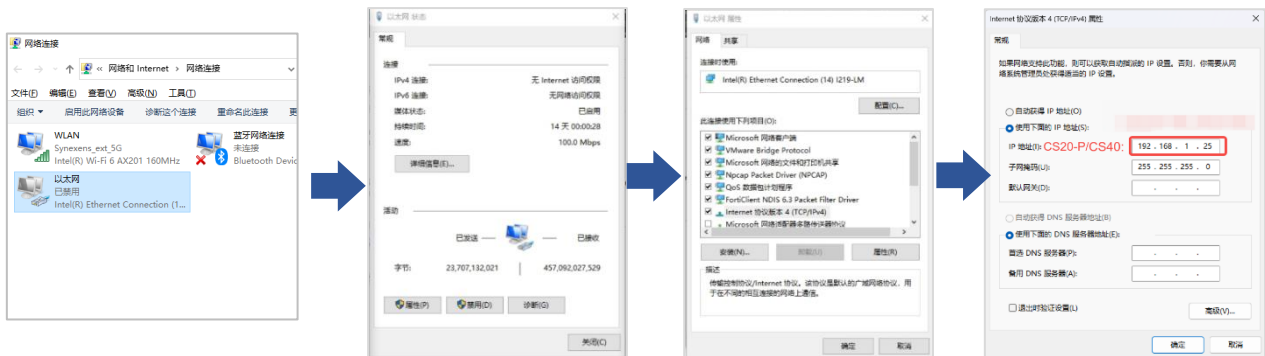 网络连接
网络和 Internet › 网络连接
文件(F) 编辑(E) 查看(V) 高级(N) 工具(T)
组织 启用此网络设备 诊断这个连接 重命名此连接 更
WLAN
Synexens_ext_5G
Intel(R) Wi-Fi 6 AX201 160MHz
蓝牙网络连接
未连接
Bluetooth Devic
以太网
已禁用
Intel(R) Ethernet Connection (1...
以太网 状态
常规
连接
IPv4 连接: 无 Internet 访问权限
IPv6 连接: 无网络访问权限
媒体状态: 已启用
持续时间: 14 天 00:00:28
速度: 100.0 Mbps
详细信息(E)...
活动
已发送 — — 已接收
字节: 23,707,132,021 | 457,092,027,529
属性(P) 禁用(D) 诊断(G)
关闭(C)
以太网 属性
网络 共享
连接时使用:
Intel(R) Ethernet Connection (14) I219-LM
配置(C)...
此连接使用下列项目(O):
Microsoft 网络客户端
VMware Bridge Protocol
Microsoft 网络的文件和打印机共享
Npcap Packet Driver (NPCAP)
QoS 数据包计划程序
FortiClient NDIS 6.3 Packet Filter Driver
Internet 协议版本 4 (TCP/IPv4)
Microsoft 网络适配器多路传送器协议
安装(N)... 卸载(U) 属性(R)
描述
传输控制协议/Internet 协议。该协议是默认的广域网络协议，用
于在不同的相互连接的网络上通信。
确定 取消
Internet 协议版本 4 (TCP/IPv4) 属性
常规
如果网络支持此功能，则可以获取自动指派的 IP 设置。否则，你需要从网
络系统管理员处获得适当的 IP 设置。
自动获得 IP 地址(O)
使用下面的 IP 地址(S):
IP 地址(I): CS20-P/CS40: 192 . 168 . 1 . 25
子网掩码(U): 255 . 255 . 255 . 0
默认网关(D):
自动获得 DNS 服务器地址(B)
使用下面的 DNS 服务器地址(E):
首选 DNS 服务器(P):
备用 DNS 服务器(A):
退出时验证设置(L)
高级(V)...
确定 取消